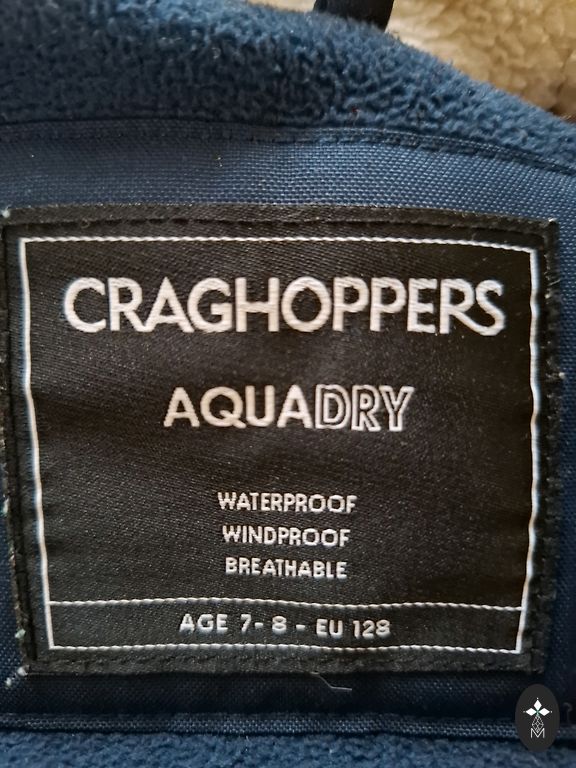 CRAGHOPPERS
AQUADRY
WATERPROOF
WINDPROOF
BREATHABLE
AGE 7-8 - EU 128
M